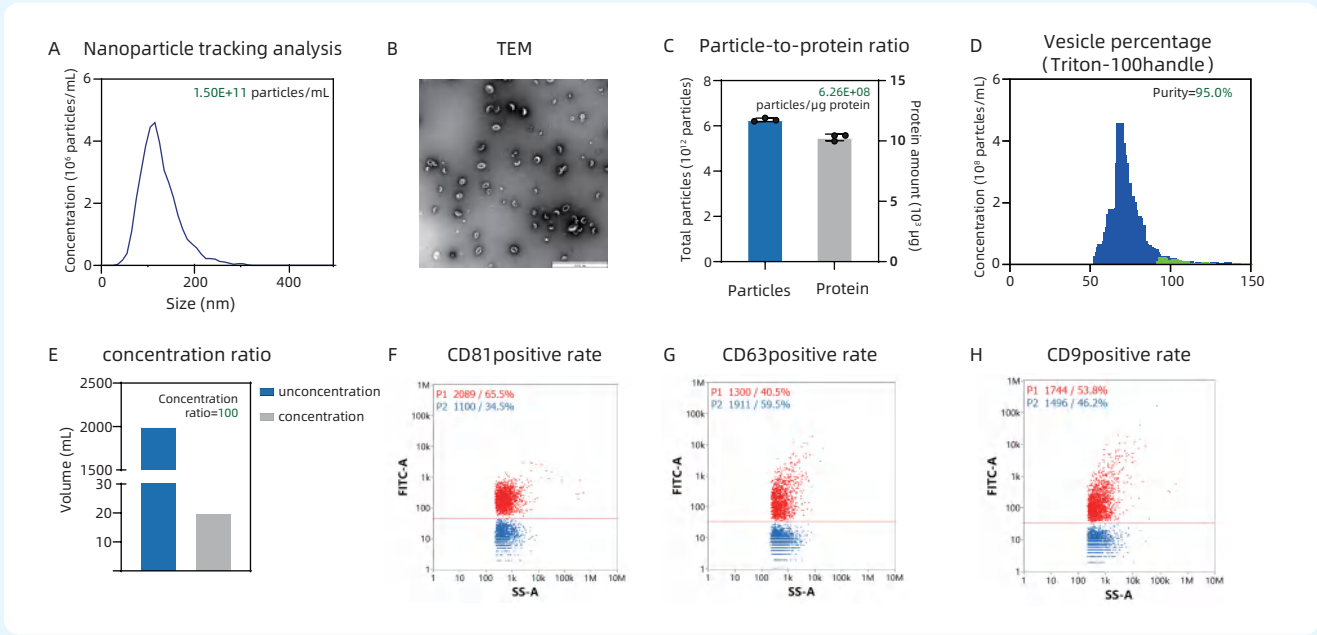 A Nanoparticle tracking analysis
1.50E+11 particles/mL
Concentration (10⁶ particles/mL)
6
4
2
0
0 200 400
Size (nm)
B TEM
C Particle-to-protein ratio
6.26E+08
particles/µg protein
Total particles (10¹² particles)
8
6
4
2
0
15
10
5
0
Protein amount (10³ µg)
Particles Protein
D Vesicle percentage
(Triton-100handle)
Purity=95.0%
Concentration (10⁸ partcles/mL)
6
4
2
0
0 50 100 150
E concentration ratio
Concentration
ratio=100
unconcentration
concentration
Volume (mL)
2500
2000
1500
30
20
10
F CD81positive rate
P1 2089 / 65.5%
P2 1100 / 34.5%
FITC-A
1M
100k
10k
1k
100
10
1
1 10 100 1k 10k 100k 1M 10M
SS-A
G CD63positive rate
P1 1300 / 40.5%
P2 1911 / 59.5%
FITC-A
1M
100k
10k
1k
100
10
1
1 10 100 1k 10k 100k 1M 10M
SS-A
H CD9positive rate
P1 1744 / 53.8%
P2 1496 / 46.2%
FITC-A
1M
100k
10k
1k
100
10
1
1 10 100 1k 10k 100k 1M 10M
SS-A